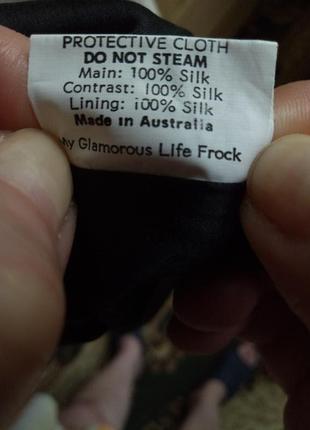 PROTECTIVE CLOTH
DO NOT STEAM
Main: 100% Silk
Contrast: 100% Silk
Lining: 100% Silk
Made in Australia
My Glamorous Life Frock